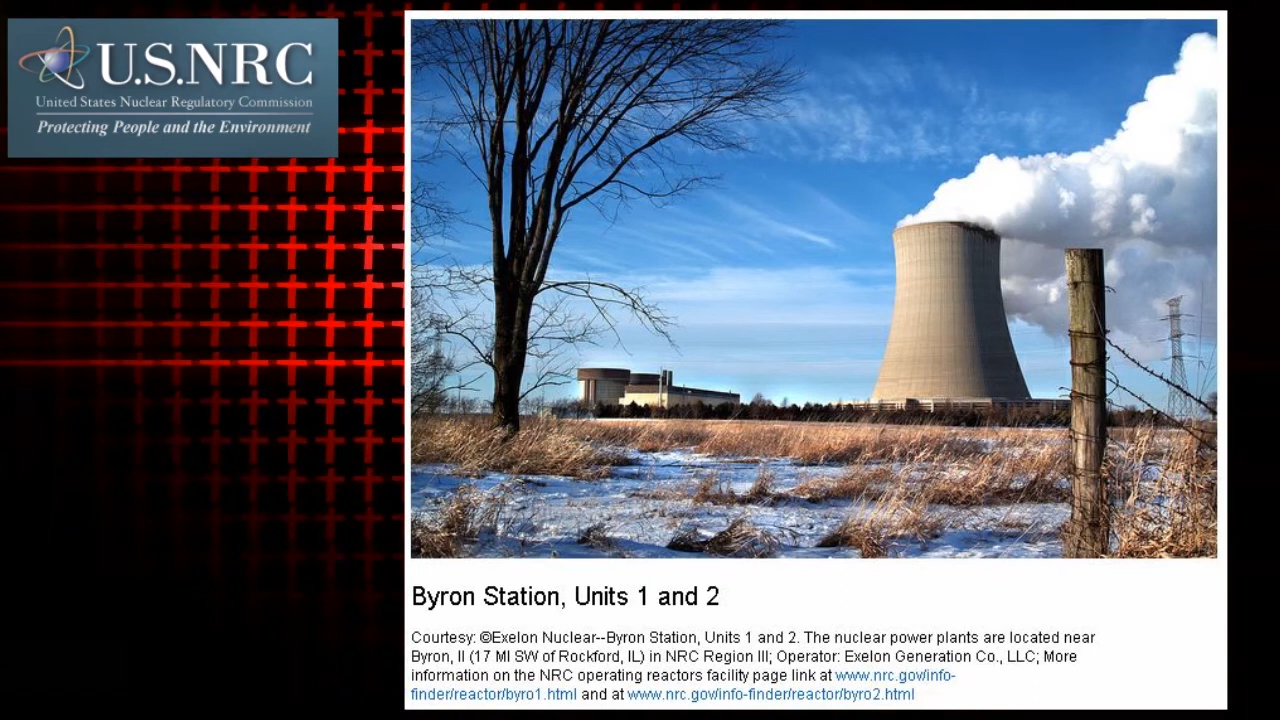 U.S.NRC
United States Nuclear Regulatory Commission
Protecting People and the Environment
Byron Station, Units 1 and 2
Courtesy: ©Exelon Nuclear--Byron Station, Units 1 and 2. The nuclear power plants are located near
Byron, Il (17 MI SW of Rockford, IL) in NRC Region III; Operator: Exelon Generation Co., LLC; More
information on the NRC operating reactors facility page link at www.nrc.gov/info-
finder/reactor/byro1.html and at www.nrc.gov/info-finder/reactor/byro2.html